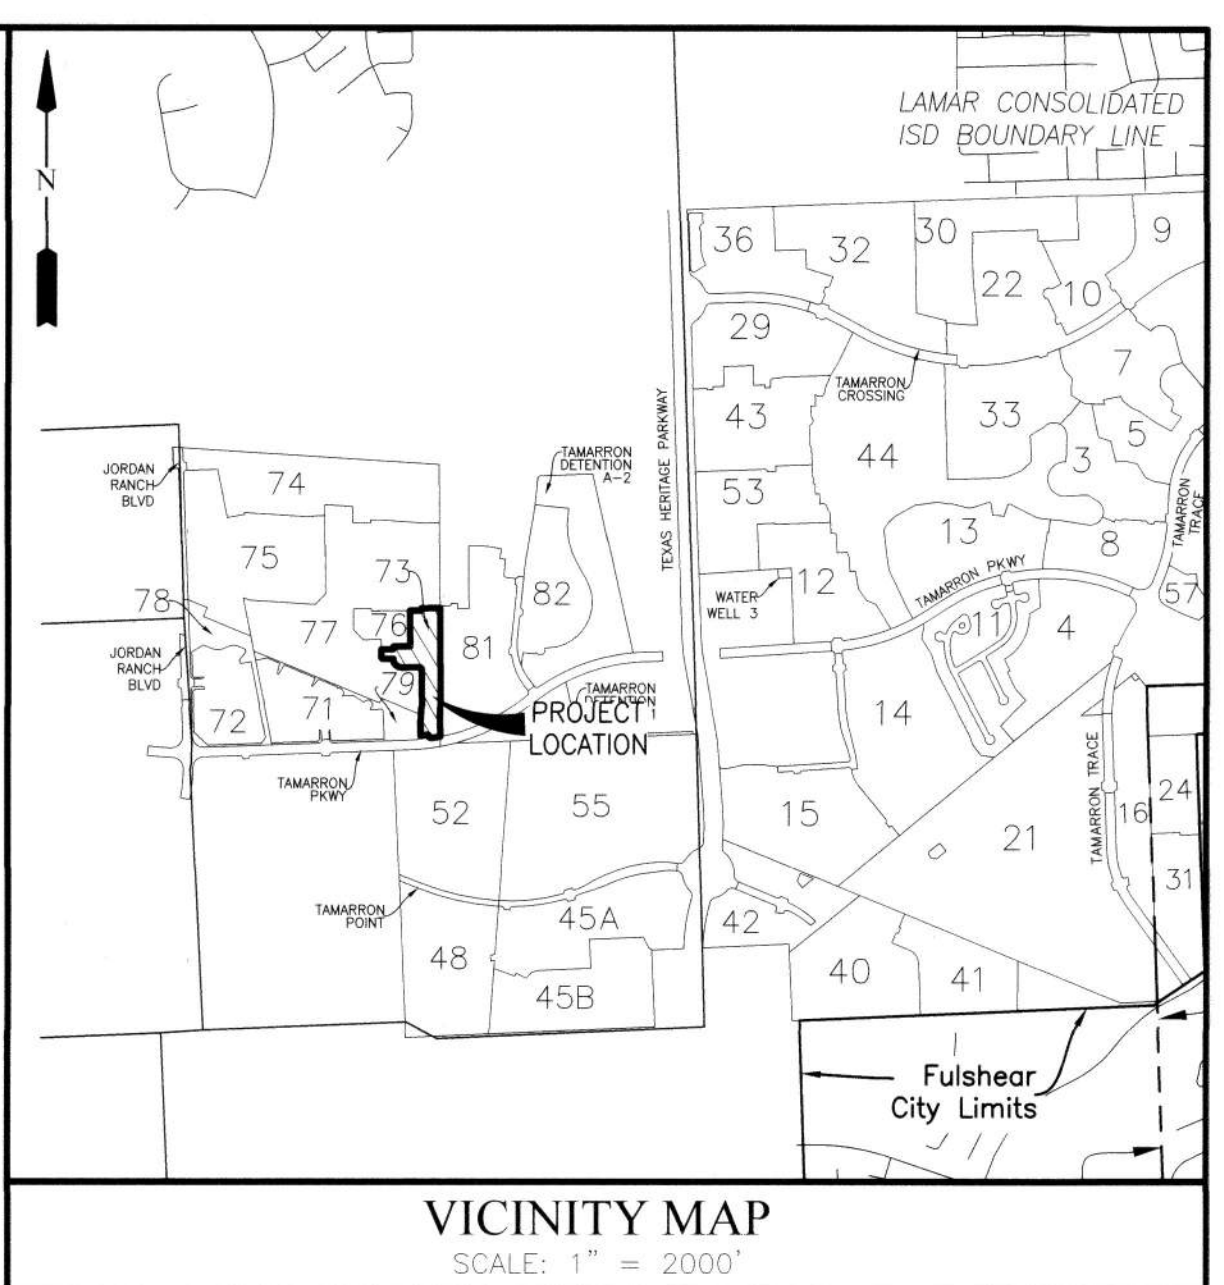 LAMAR CONSOLIDATED
ISD BOUNDARY LINE
N
36
32
30
9
22
10
29
7
TAMARRON
CROSSING
TEXAS HERITAGE PARKWAY
43
33
5
44
3
JORDAN
RANCH
BLVD
74
TAMARRON
DETENTION
A-2
53
TAMARRON
TRACE
75
73
13
8
TAMARRON PKWY
78
82
WATER
WELL 3
12
57
77
76
11
4
JORDAN
RANCH
BLVD
81
79
71
72
TAMARRON
DETENTION
1
PROJECT
LOCATION
14
TAMARRON
PKWY
52
55
15
21
TAMARRON TRACE
16
24
31
TAMARRON
POINT
45A
42
48
45B
40
41
Fulshear
City Limits
VICINITY MAP
SCALE: 1" = 2000'